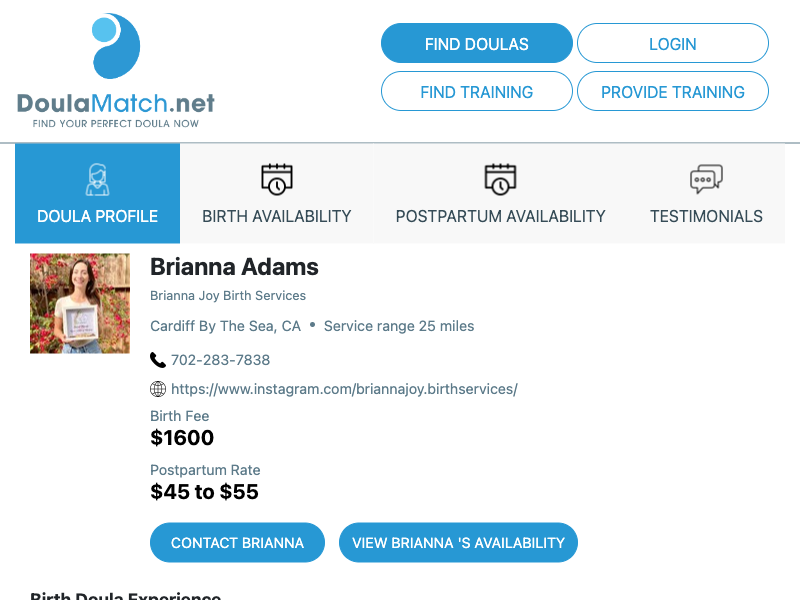 DoulaMatch.net
FIND YOUR PERFECT DOULA NOW
FIND DOULAS
LOGIN
FIND TRAINING
PROVIDE TRAINING
DOULA PROFILE
BIRTH AVAILABILITY
POSTPARTUM AVAILABILITY
TESTIMONIALS
Brianna Adams
Brianna Joy Birth Services
Cardiff By The Sea, CA • Service range 25 miles
702-283-7838
https://www.instagram.com/briannajoy.birthservices/
Birth Fee
$1600
Postpartum Rate
$45 to $55
CONTACT BRIANNA
VIEW BRIANNA 'S AVAILABILITY
Birth Doula Experience